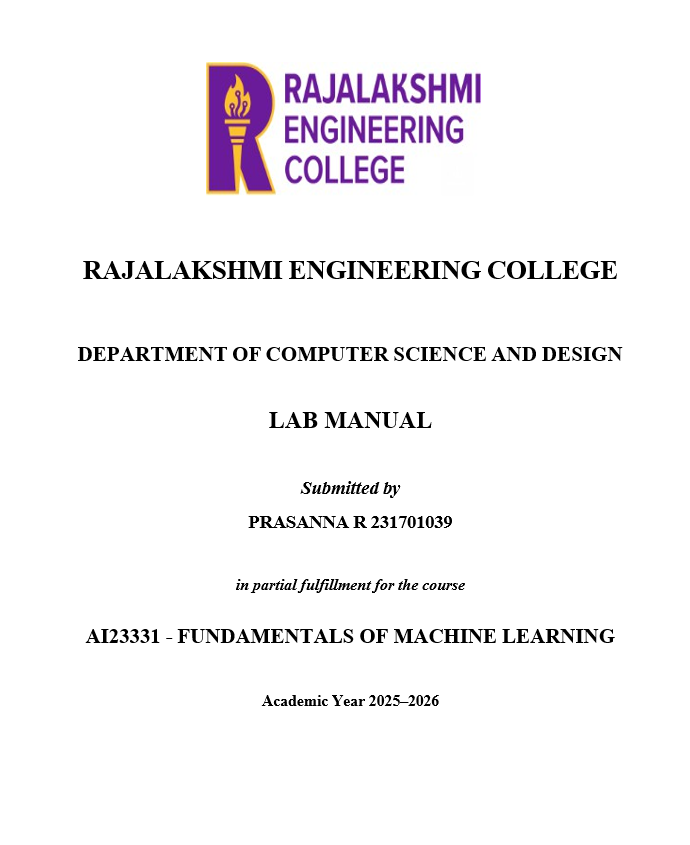 RAJALAKSHMI
ENGINEERING
COLLEGE
RAJALAKSHMI ENGINEERING COLLEGE
DEPARTMENT OF COMPUTER SCIENCE AND DESIGN
LAB MANUAL
Submitted by
PRASANNA R 231701039
in partial fulfillment for the course
AI23331 - FUNDAMENTALS OF MACHINE LEARNING
Academic Year 2025–2026